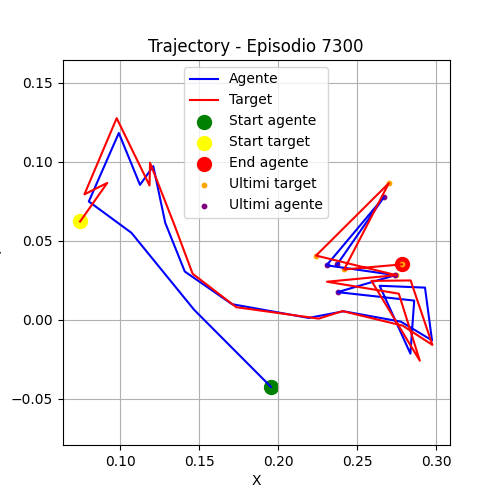 Trajectory - Episodio 7300
Agente
Target
Start agente
Start target
End agente
Ultimi target
Ultimi agente
0.15
0.10
0.05
0.00
−0.05
0.10
0.15
0.20
0.25
0.30
X